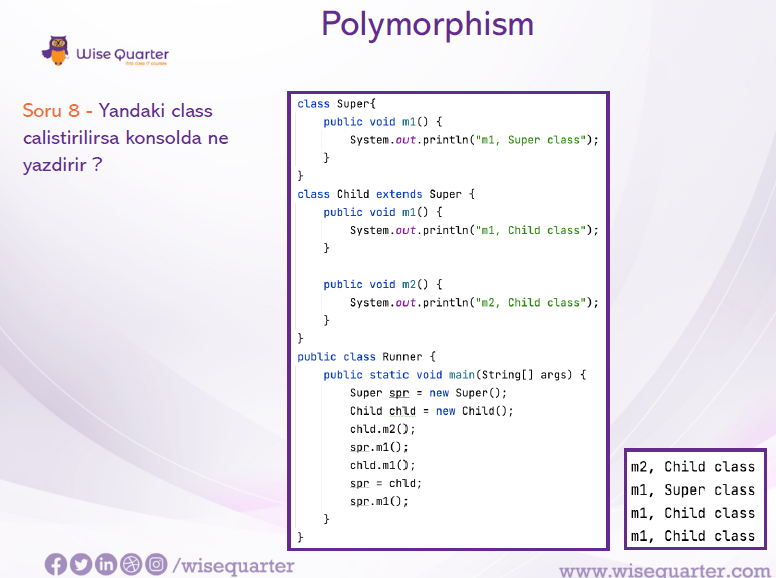 Polymorphism
Wise Quarter
Soru 8 - Yandaki class
calistirilirsa konsolda ne
yazdirir ?
class Super{
    public void m1() {
        System.out.println("m1, Super class");
    }
}
class Child extends Super {
    public void m1() {
        System.out.println("m1, Child class");
    }
    public void m2() {
        System.out.println("m2, Child class");
    }
}
public class Runner {
    public static void main(String[] args) {
        Super spr = new Super();
        Child chld = new Child();
        chld.m2();
        spr.m1();
        chld.m1();
        spr = chld;
        spr.m1();
    }
}
m2, Child class
m1, Super class
m1, Child class
m1, Child class
/wisequarter
www.wisequarter.com